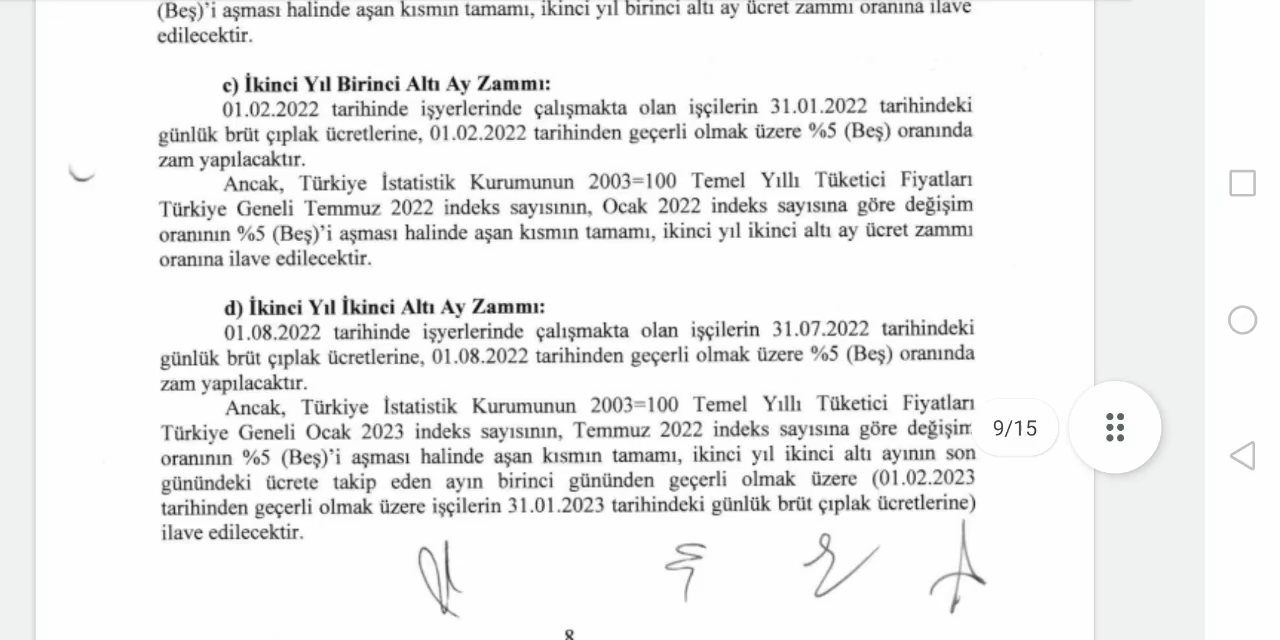 (Beş)'i aşması halinde aşan kısmın tamamı, ikinci yıl birinci altı ay ücret zammı oranına ilave
edilecektir.
c) İkinci Yıl Birinci Altı Ay Zammı:
01.02.2022 tarihinde işyerlerinde çalışmakta olan işçilerin 31.01.2022 tarihindeki
günlük brüt çıplak ücretlerine, 01.02.2022 tarihinden geçerli olmak üzere %5 (Beş) oranında
zam yapılacaktır.
Ancak, Türkiye İstatistik Kurumunun 2003=100 Temel Yıllı Tüketici Fiyatları
Türkiye Geneli Temmuz 2022 indeks sayısının, Ocak 2022 indeks sayısına göre değişim
oranının %5 (Beş)'i aşması halinde aşan kısmın tamamı, ikinci yıl ikinci altı ay ücret zammı
oranına ilave edilecektir.
d) İkinci Yıl İkinci Altı Ay Zammı:
01.08.2022 tarihinde işyerlerinde çalışmakta olan işçilerin 31.07.2022 tarihindeki
günlük brüt çıplak ücretlerine, 01.08.2022 tarihinden geçerli olmak üzere %5 (Beş) oranında
zam yapılacaktır.
Ancak, Türkiye İstatistik Kurumunun 2003=100 Temel Yıllı Tüketici Fiyatları
Türkiye Geneli Ocak 2023 indeks sayısının, Temmuz 2022 indeks sayısına göre değişim
oranının %5 (Beş)'i aşması halinde aşan kısmın tamamı, ikinci yıl ikinci altı ayının son
günündeki ücrete takip eden ayın birinci gününden geçerli olmak üzere (01.02.2023
tarihinden geçerli olmak üzere işçilerin 31.01.2023 tarihindeki günlük brüt çıplak ücretlerine)
ilave edilecektir.
8
9/15